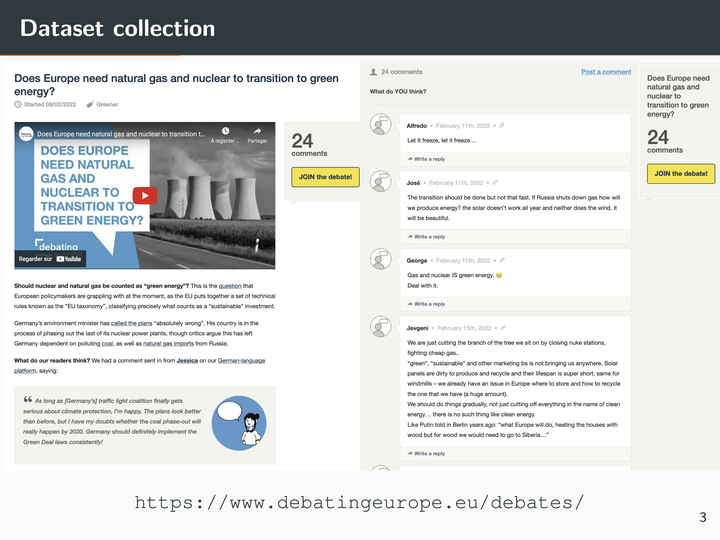 Dataset collection
Does Europe need natural gas and nuclear to transition to green
energy?
Started 08/02/2022 Greener
Does Europe need natural gas and nuclear to transition t...
À regarder ... Partager
DOES EUROPE
NEED NATURAL
GAS AND
NUCLEAR TO
TRANSITION TO
GREEN ENERGY?
debating
Regarder sur YouTube
24
comments
JOIN the debate!
Should nuclear and natural gas be counted as “green energy”? This is the question that
European policymakers are grappling with at the moment, as the EU puts together a set of technical
rules known as the “EU taxonomy”, classifying precisely what counts as a “sustainable” investment.
Germany’s environment minister has called the plans “absolutely wrong”. His country is in the
process of phasing out the last of its nuclear power plants, though critics argue this has left
Germany dependent on polluting coal, as well as natural gas imports from Russia.
What do our readers think? We had a comment sent in from Jessica on our German-language
platform, saying:
“ As long as [Germany’s] traffic light coalition finally gets
serious about climate protection, I’m happy. The plans look better
than before, but I have my doubts whether the coal phase-out will
really happen by 2030. Germany should definitely implement the
Green Deal laws consistently!
24 comments Post a comment
What do YOU think?
Alfredo • February 11th, 2022 •
Let it freeze, let it freeze…
Write a reply
José • February 11th, 2022 •
The transition should be done but not that fast. If Russia shuts down gas how will
we produce energy? the solar doesn’t work all year and neither does the wind. it
will be beautiful.
Write a reply
George • February 11th, 2022 •
Gas and nuclear IS green energy. 😉
Deal with it.
Write a reply
Jevgeni • February 15th, 2022 •
We are just cutting the branch of the tree we sit on by closing nuke stations,
fighting cheap gas..
“green”, “sustainable” and other marketing bs is not bringing us anywhere. Solar
panels are dirty to produce and recycle and their lifespan is super short, same for
windmills – we already have an issue in Europe where to store and how to recycle
the one that we have (a huge amount).
We should do things gradually, not just cutting off everything in the name of clean
energy. .. there is no such thing like clean energy.
Like Putin told in Berlin years ago: “what Europe will do, heating the houses with
wood but for wood we would need to go to Siberia…”
Write a reply
Does Europe need
natural gas and
nuclear to
transition to green
energy?
24
comments
JOIN the debate!
https://www.debatingeurope.eu/debates/
3